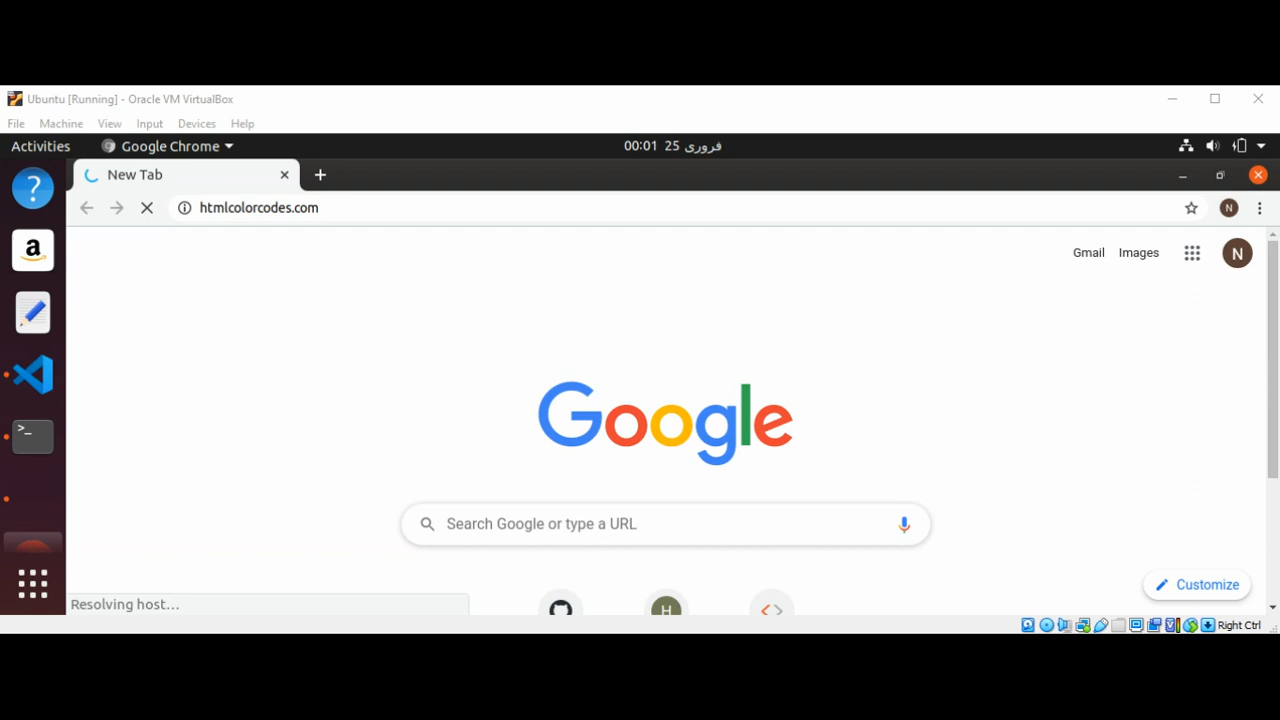 Ubuntu [Running] - Oracle VM VirtualBox
File Machine View Input Devices Help
Activities Google Chrome 00:01 25 فروری
New Tab
htmlcolorcodes.com N
Gmail Images N
a
Google
>_
Search Google or type a URL
Customize
Resolving host...
H
Right Ctrl